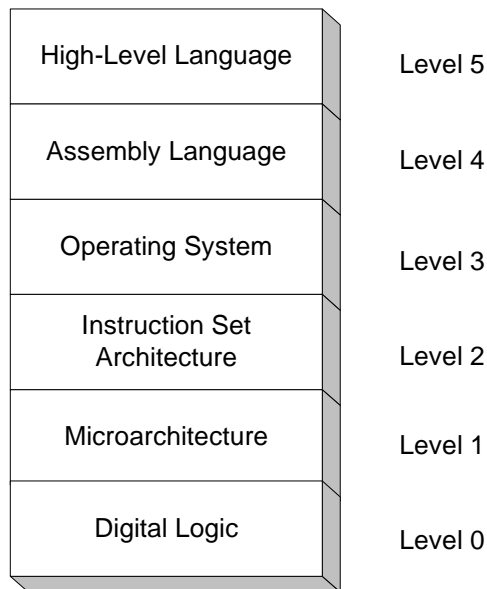 High-Level Language
Level 5
Assembly Language
Level 4
Operating System
Level 3
Instruction Set
Architecture
Level 2
Microarchitecture
Level 1
Digital Logic
Level 0